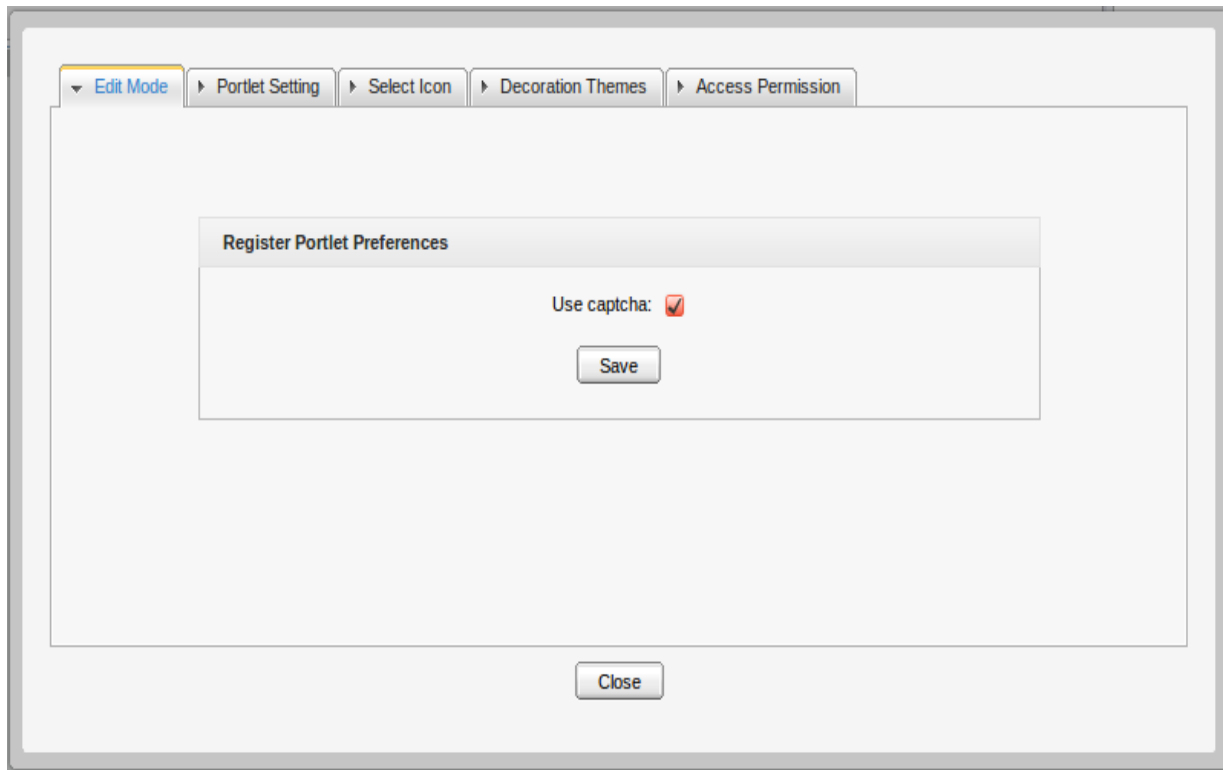 Edit Mode Portlet Setting Select Icon Decoration Themes Access Permission
Register Portlet Preferences
Use captcha:
Save
Close